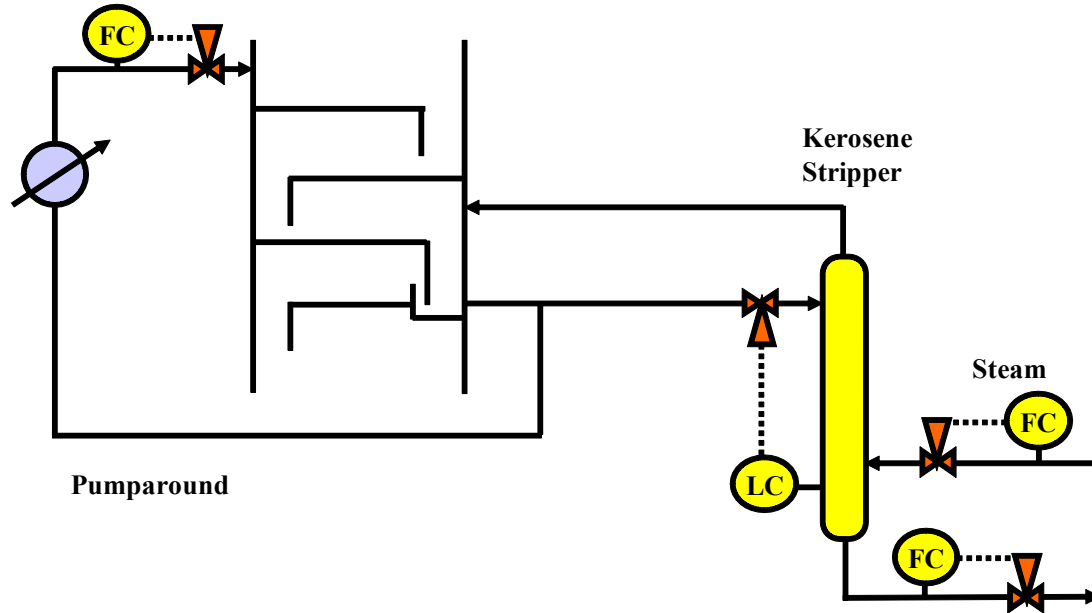 FC
Kerosene
Stripper
Steam
FC
Pumparound
LC
FC